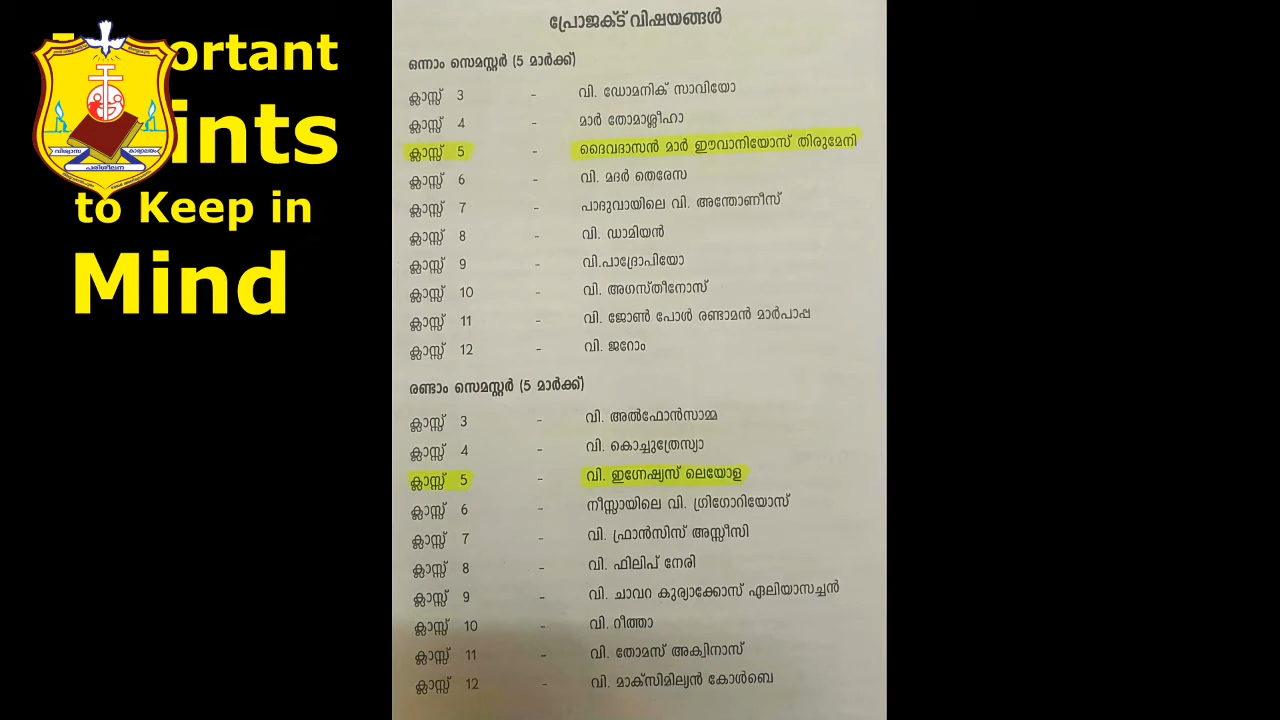 ortant
ints
to Keep in
Mind
വിശ്വാസ
പരിശീലന
പ്രോജക്ട് വിഷയങ്ങൾ
ഒന്നാം സെമസ്റ്റർ (5 മാർക്ക്)
ക്ലാസ്സ് 3 - വി. ഡോമനിക് സാവിയോ
ക്ലാസ്സ് 4 - മാർ തോമാശ്ലീഹാ
ക്ലാസ്സ് 5 - ദൈവദാസൻ മാർ ഈവാനിയോസ് തിരുമേനി
ക്ലാസ്സ് 6 - വി. മദർ തെരേസ
ക്ലാസ്സ് 7 - പാദുവായിലെ വി. അന്തോണീസ്
ക്ലാസ്സ് 8 - വി. ഡാമിയൻ
ക്ലാസ്സ് 9 - വി.പാദ്രോപിയോ
ക്ലാസ്സ് 10 - വി. അഗസ്തീനോസ്
ക്ലാസ്സ് 11 - വി. ജോൺ പോൾ രണ്ടാമൻ മാർപാപ്പ
ക്ലാസ്സ് 12 - വി. ജറോം
രണ്ടാം സെമസ്റ്റർ (5 മാർക്ക്)
ക്ലാസ്സ് 3 - വി. അൽഫോൻസാമ്മ
ക്ലാസ്സ് 4 - വി. കൊച്ചുത്രേസ്യാ
ക്ലാസ്സ് 5 - വി. ഇഗ്നേഷ്യസ് ലെയോള
ക്ലാസ്സ് 6 - നീസ്സായിലെ വി. ഗ്രിഗോറിയോസ്
ക്ലാസ്സ് 7 - വി. ഫ്രാൻസിസ് അസ്സീസി
ക്ലാസ്സ് 8 - വി. ഫിലിപ് നേരി
ക്ലാസ്സ് 9 - വി. ചാവറ കുര്യാക്കോസ് ഏലിയാസച്ചൻ
ക്ലാസ്സ് 10 - വി. റീത്താ
ക്ലാസ്സ് 11 - വി. തോമസ് അക്വിനാസ്
ക്ലാസ്സ് 12 - വി. മാക്സിമില്യൻ കോൾബെ